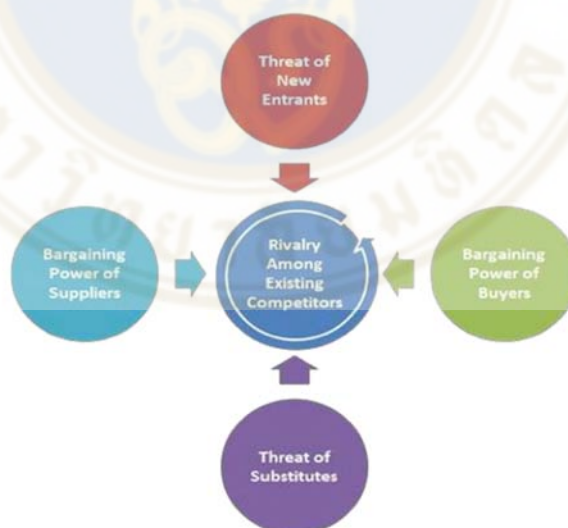 Threat of
New
Entrants
Bargaining
Power of
Suppliers
Rivalry
Among
Existing
Competitors
Bargaining
Power of
Buyers
Threat of
Substitutes